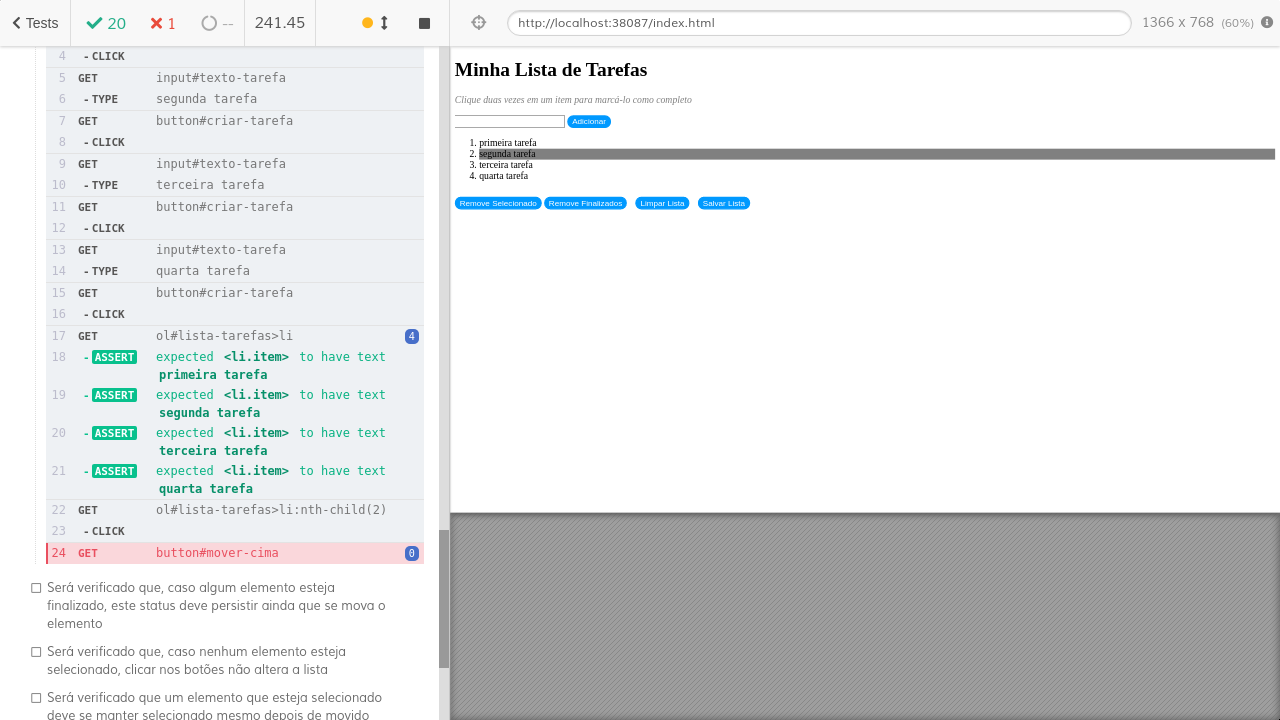 Tests
20
1
--
241.45
http://localhost:38087/index.html
1366 x 768 (60%)
4 - CLICK
5 GET input#texto-tarefa
6 - TYPE segunda tarefa
7 GET button#criar-tarefa
8 - CLICK
9 GET input#texto-tarefa
10 - TYPE terceira tarefa
11 GET button#criar-tarefa
12 - CLICK
13 GET input#texto-tarefa
14 - TYPE quarta tarefa
15 GET button#criar-tarefa
16 - CLICK
17 GET ol#lista-tarefas>li 4
18 - ASSERT expected <li.item> to have text
primeira tarefa
19 - ASSERT expected <li.item> to have text
segunda tarefa
20 - ASSERT expected <li.item> to have text
terceira tarefa
21 - ASSERT expected <li.item> to have text
quarta tarefa
22 GET ol#lista-tarefas>li:nth-child(2)
23 - CLICK
24 GET button#mover-cima 0
Será verificado que, caso algum elemento esteja
finalizado, este status deve persistir ainda que se mova o
elemento
Será verificado que, caso nenhum elemento esteja
selecionado, clicar nos botões não altera a lista
Será verificado que um elemento que esteja selecionado
deve se manter selecionado mesmo depois de movido
Minha Lista de Tarefas
Clique duas vezes em um item para marcá-lo como completo
Adicionar
1. primeira tarefa
2. segunda tarefa
3. terceira tarefa
4. quarta tarefa
Remove Selecionado Remove Finalizados Limpar Lista Salvar Lista